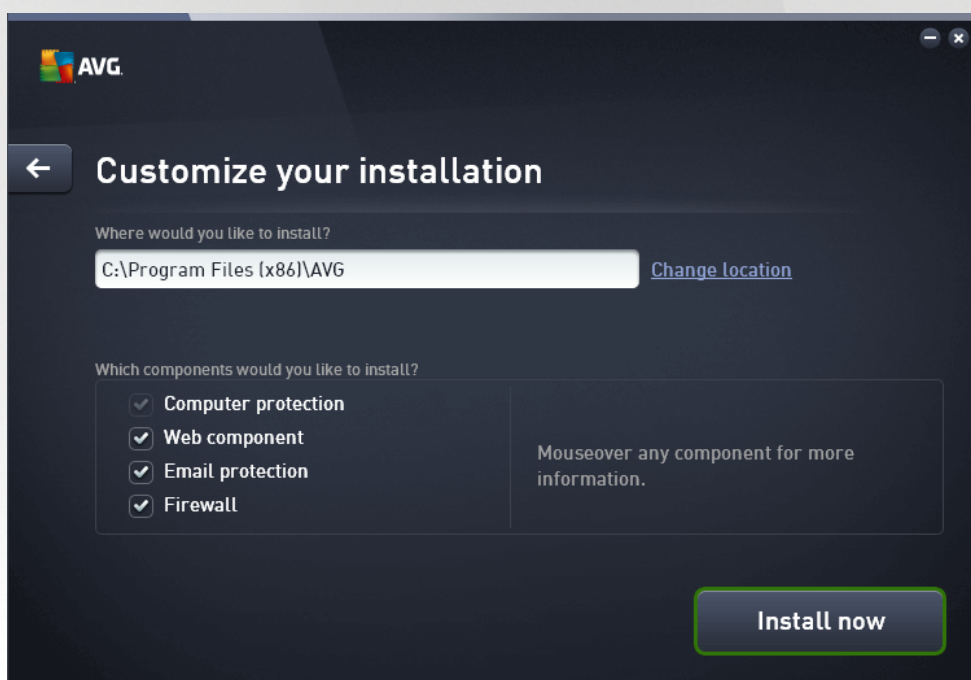 AVG.
Customize your installation
Where would you like to install?
C:\Program Files (x86)\AVG
Change location
Which components would you like to install?
Computer protection
Web component
Email protection
Firewall
Mouseover any component for more
information.
Install now